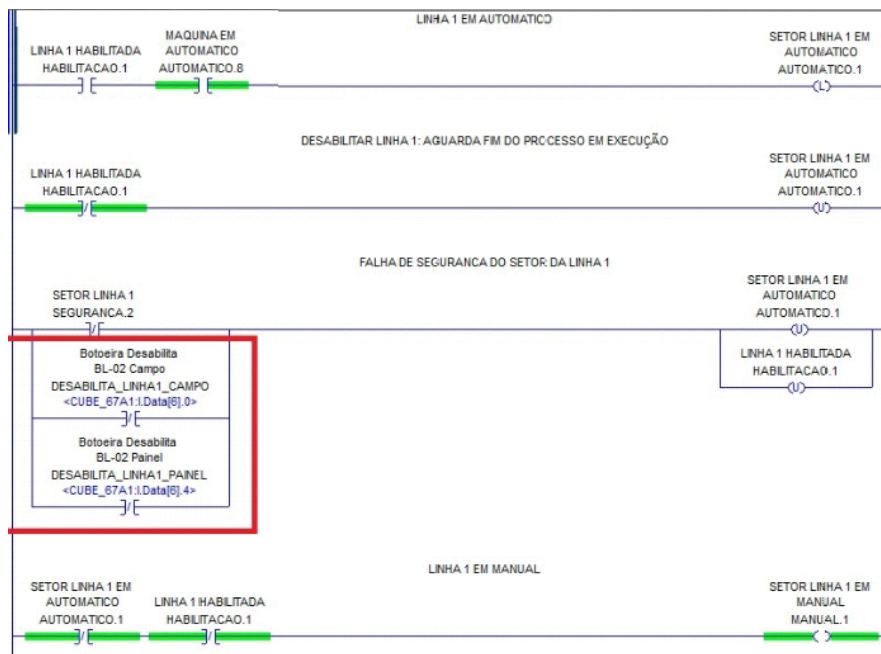 LINHA 1 EM AUTOMATICO
LINHA 1 HABILITADA
HABILITACAO.1
MAQUINA EM
AUTOMATICO
AUTOMATICO.8
SETOR LINHA 1 EM
AUTOMATICO
AUTOMATICO.1
L
DESABILITAR LINHA 1: AGUARDA FIM DO PROCESSO EM EXECUÇÃO
LINHA 1 HABILITADA
HABILITACAO.1
SETOR LINHA 1 EM
AUTOMATICO
AUTOMATICO.1
U
FALHA DE SEGURANCA DO SETOR DA LINHA 1
SETOR LINHA 1
SEGURANCA.2
SETOR LINHA 1 EM
AUTOMATICO
AUTOMATICO.1
U
LINHA 1 HABILITADA
HABILITACAO.1
U
Botoeira Desabilita
BL-02 Campo
DESABILITA_LINHA1_CAMPO
<CUBE_67A1:I.Data[6].0>
Botoeira Desabilita
BL-02 Painel
DESABILITA_LINHA1_PAINEL
<CUBE_67A1:I.Data[6].4>
LINHA 1 EM MANUAL
SETOR LINHA 1 EM
AUTOMATICO
AUTOMATICO.1
LINHA 1 HABILITADA
HABILITACAO.1
SETOR LINHA 1 EM
MANUAL
MANUAL.1